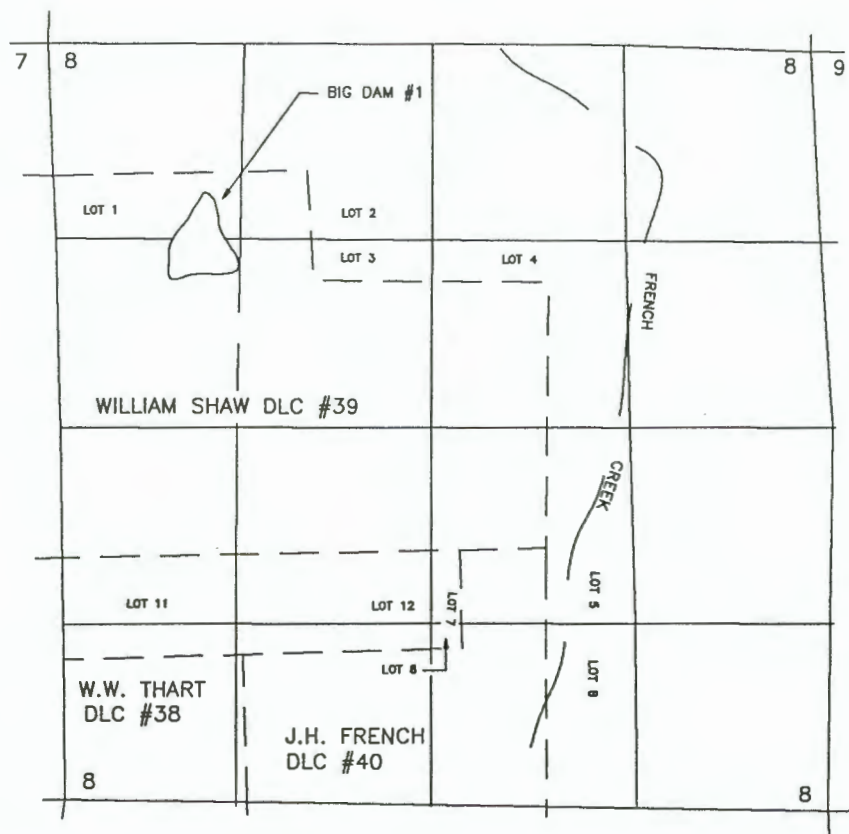 7 8
8 9
BIG DAM #1
LOT 1
LOT 2
LOT 3
LOT 4
FRENCH
WILLIAM SHAW DLC #39
CREEK
LOT 11
LOT 12
LOT 7
LOT 5
LOT 6
LOT 8
W.W. THART
DLC #38
J.H. FRENCH
DLC #40
8
8